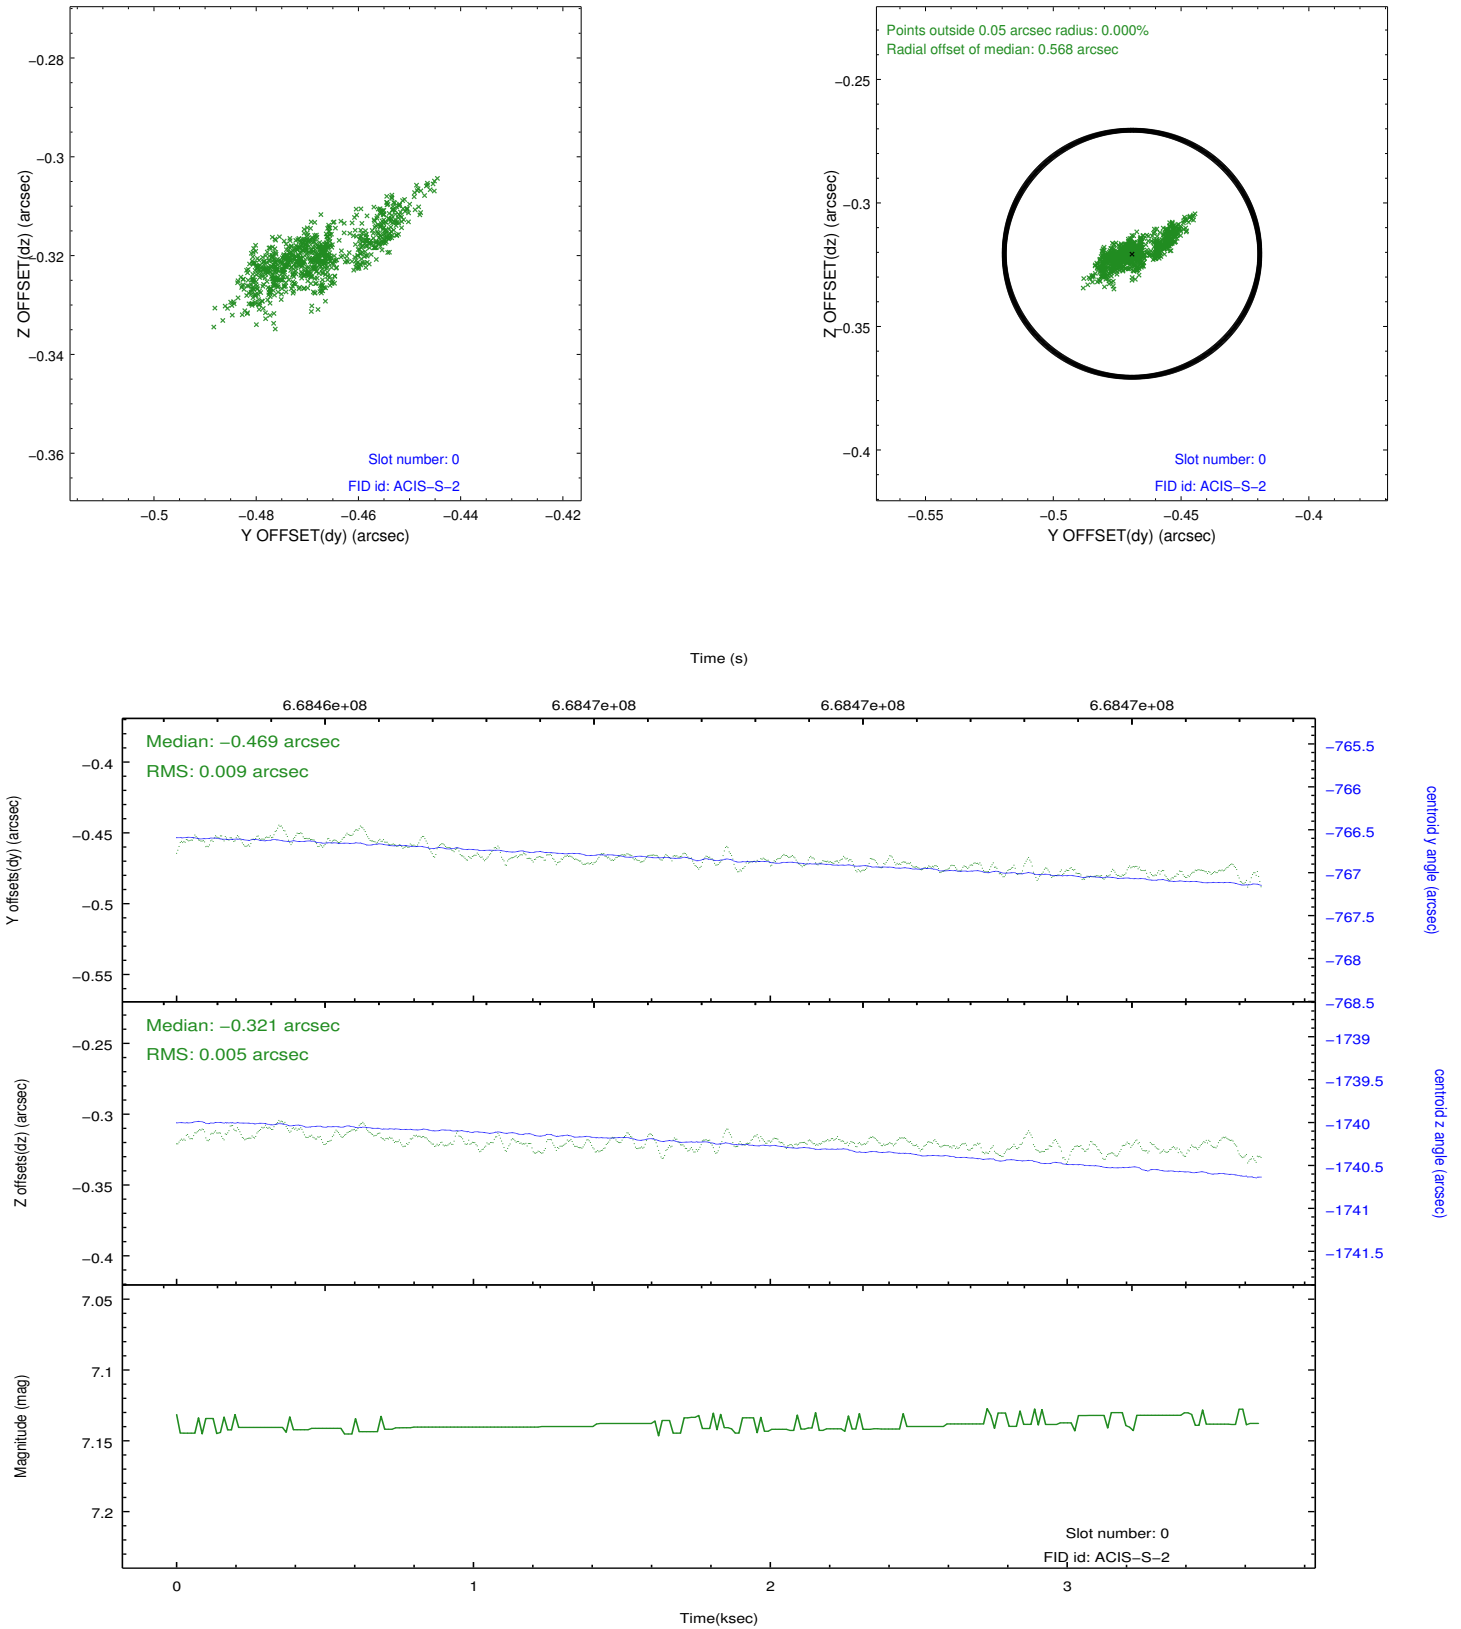 −0.28
−0.3
−0.32
−0.34
−0.36
Z OFFSET(dz) (arcsec)
Slot number: 0
FID id: ACIS−S−2
−0.5
−0.48
−0.46
−0.44
−0.42
Y OFFSET(dy) (arcsec)
Points outside 0.05 arcsec radius: 0.000%
Radial offset of median: 0.568 arcsec
−0.25
−0.3
−0.35
−0.4
Z OFFSET(dz) (arcsec)
Slot number: 0
FID id: ACIS−S−2
−0.55
−0.5
−0.45
−0.4
Y OFFSET(dy) (arcsec)
Time (s)
6.6846e+08
6.6847e+08
6.6847e+08
6.6847e+08
Median: −0.469 arcsec
RMS: 0.009 arcsec
−0.4
−0.45
−0.5
−0.55
Y offsets(dy) (arcsec)
−765.5
−766
−766.5
−767
−767.5
−768
−768.5
centroid y angle (arcsec)
Median: −0.321 arcsec
RMS: 0.005 arcsec
−0.25
−0.3
−0.35
−0.4
Z offsets(dz) (arcsec)
−1739
−1739.5
−1740
−1740.5
−1741
−1741.5
centroid z angle (arcsec)
7.05
7.1
7.15
7.2
Magnitude (mag)
Slot number: 0
FID id: ACIS−S−2
0
1
2
3
Time(ksec)